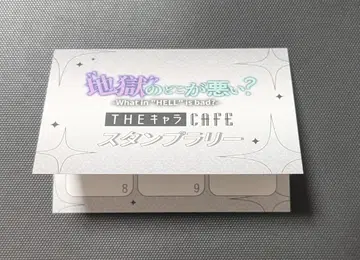 地獄のどこが悪い?
-What in "HELL" is bad?-
THEキャラCAFE
スタンプラリー
8 9